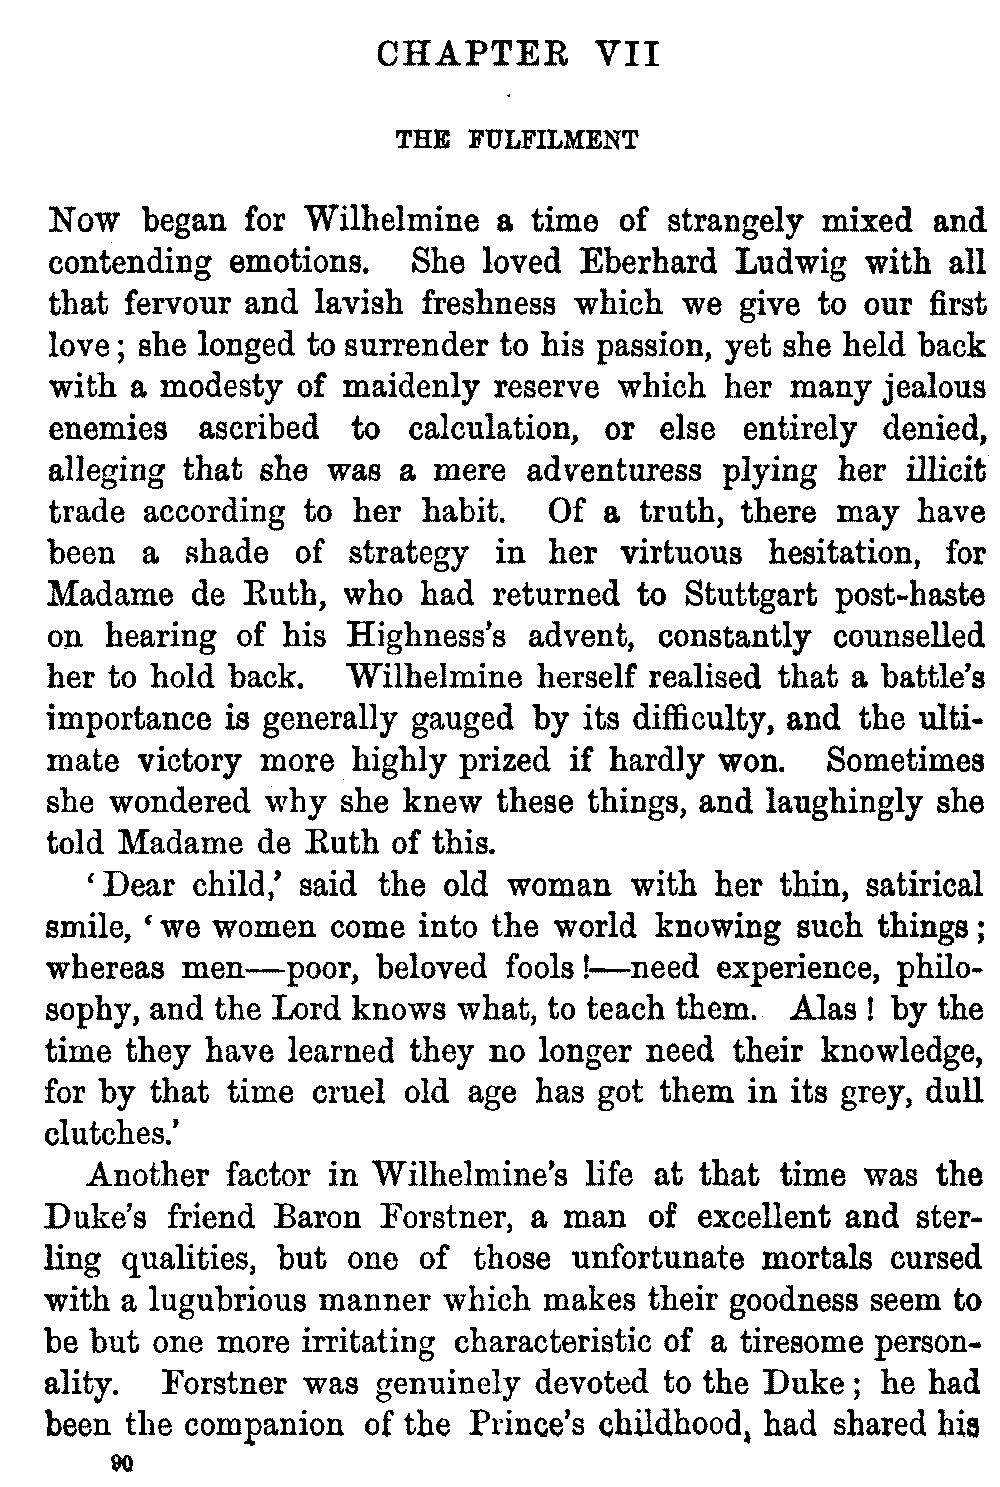 CHAPTER VII
THE FULFILMENT
Now began for Wilhelmine a time of strangely mixed and
contending emotions. She loved Eberhard Ludwig with all
that fervour and lavish freshness which we give to our first
love; she longed to surrender to his passion, yet she held back
with a modesty of maidenly reserve which her many jealous
enemies ascribed to calculation, or else entirely denied,
alleging that she was a mere adventuress plying her illicit
trade according to her habit. Of a truth, there may have
been a shade of strategy in her virtuous hesitation, for
Madame de Ruth, who had returned to Stuttgart post-haste
on hearing of his Highness's advent, constantly counselled
her to hold back. Wilhelmine herself realised that a battle's
importance is generally gauged by its difficulty, and the ulti-
mate victory more highly prized if hardly won. Sometimes
she wondered why she knew these things, and laughingly she
told Madame de Ruth of this.
'Dear child,' said the old woman with her thin, satirical
smile, 'we women come into the world knowing such things;
whereas men—poor, beloved fools!—need experience, philo-
sophy, and the Lord knows what, to teach them. Alas! by the
time they have learned they no longer need their knowledge,
for by that time cruel old age has got them in its grey, dull
clutches.'
Another factor in Wilhelmine's life at that time was the
Duke's friend Baron Forstner, a man of excellent and ster-
ling qualities, but one of those unfortunate mortals cursed
with a lugubrious manner which makes their goodness seem to
be but one more irritating characteristic of a tiresome person-
ality. Forstner was genuinely devoted to the Duke; he had
been the companion of the Prince's childhood, had shared his
90